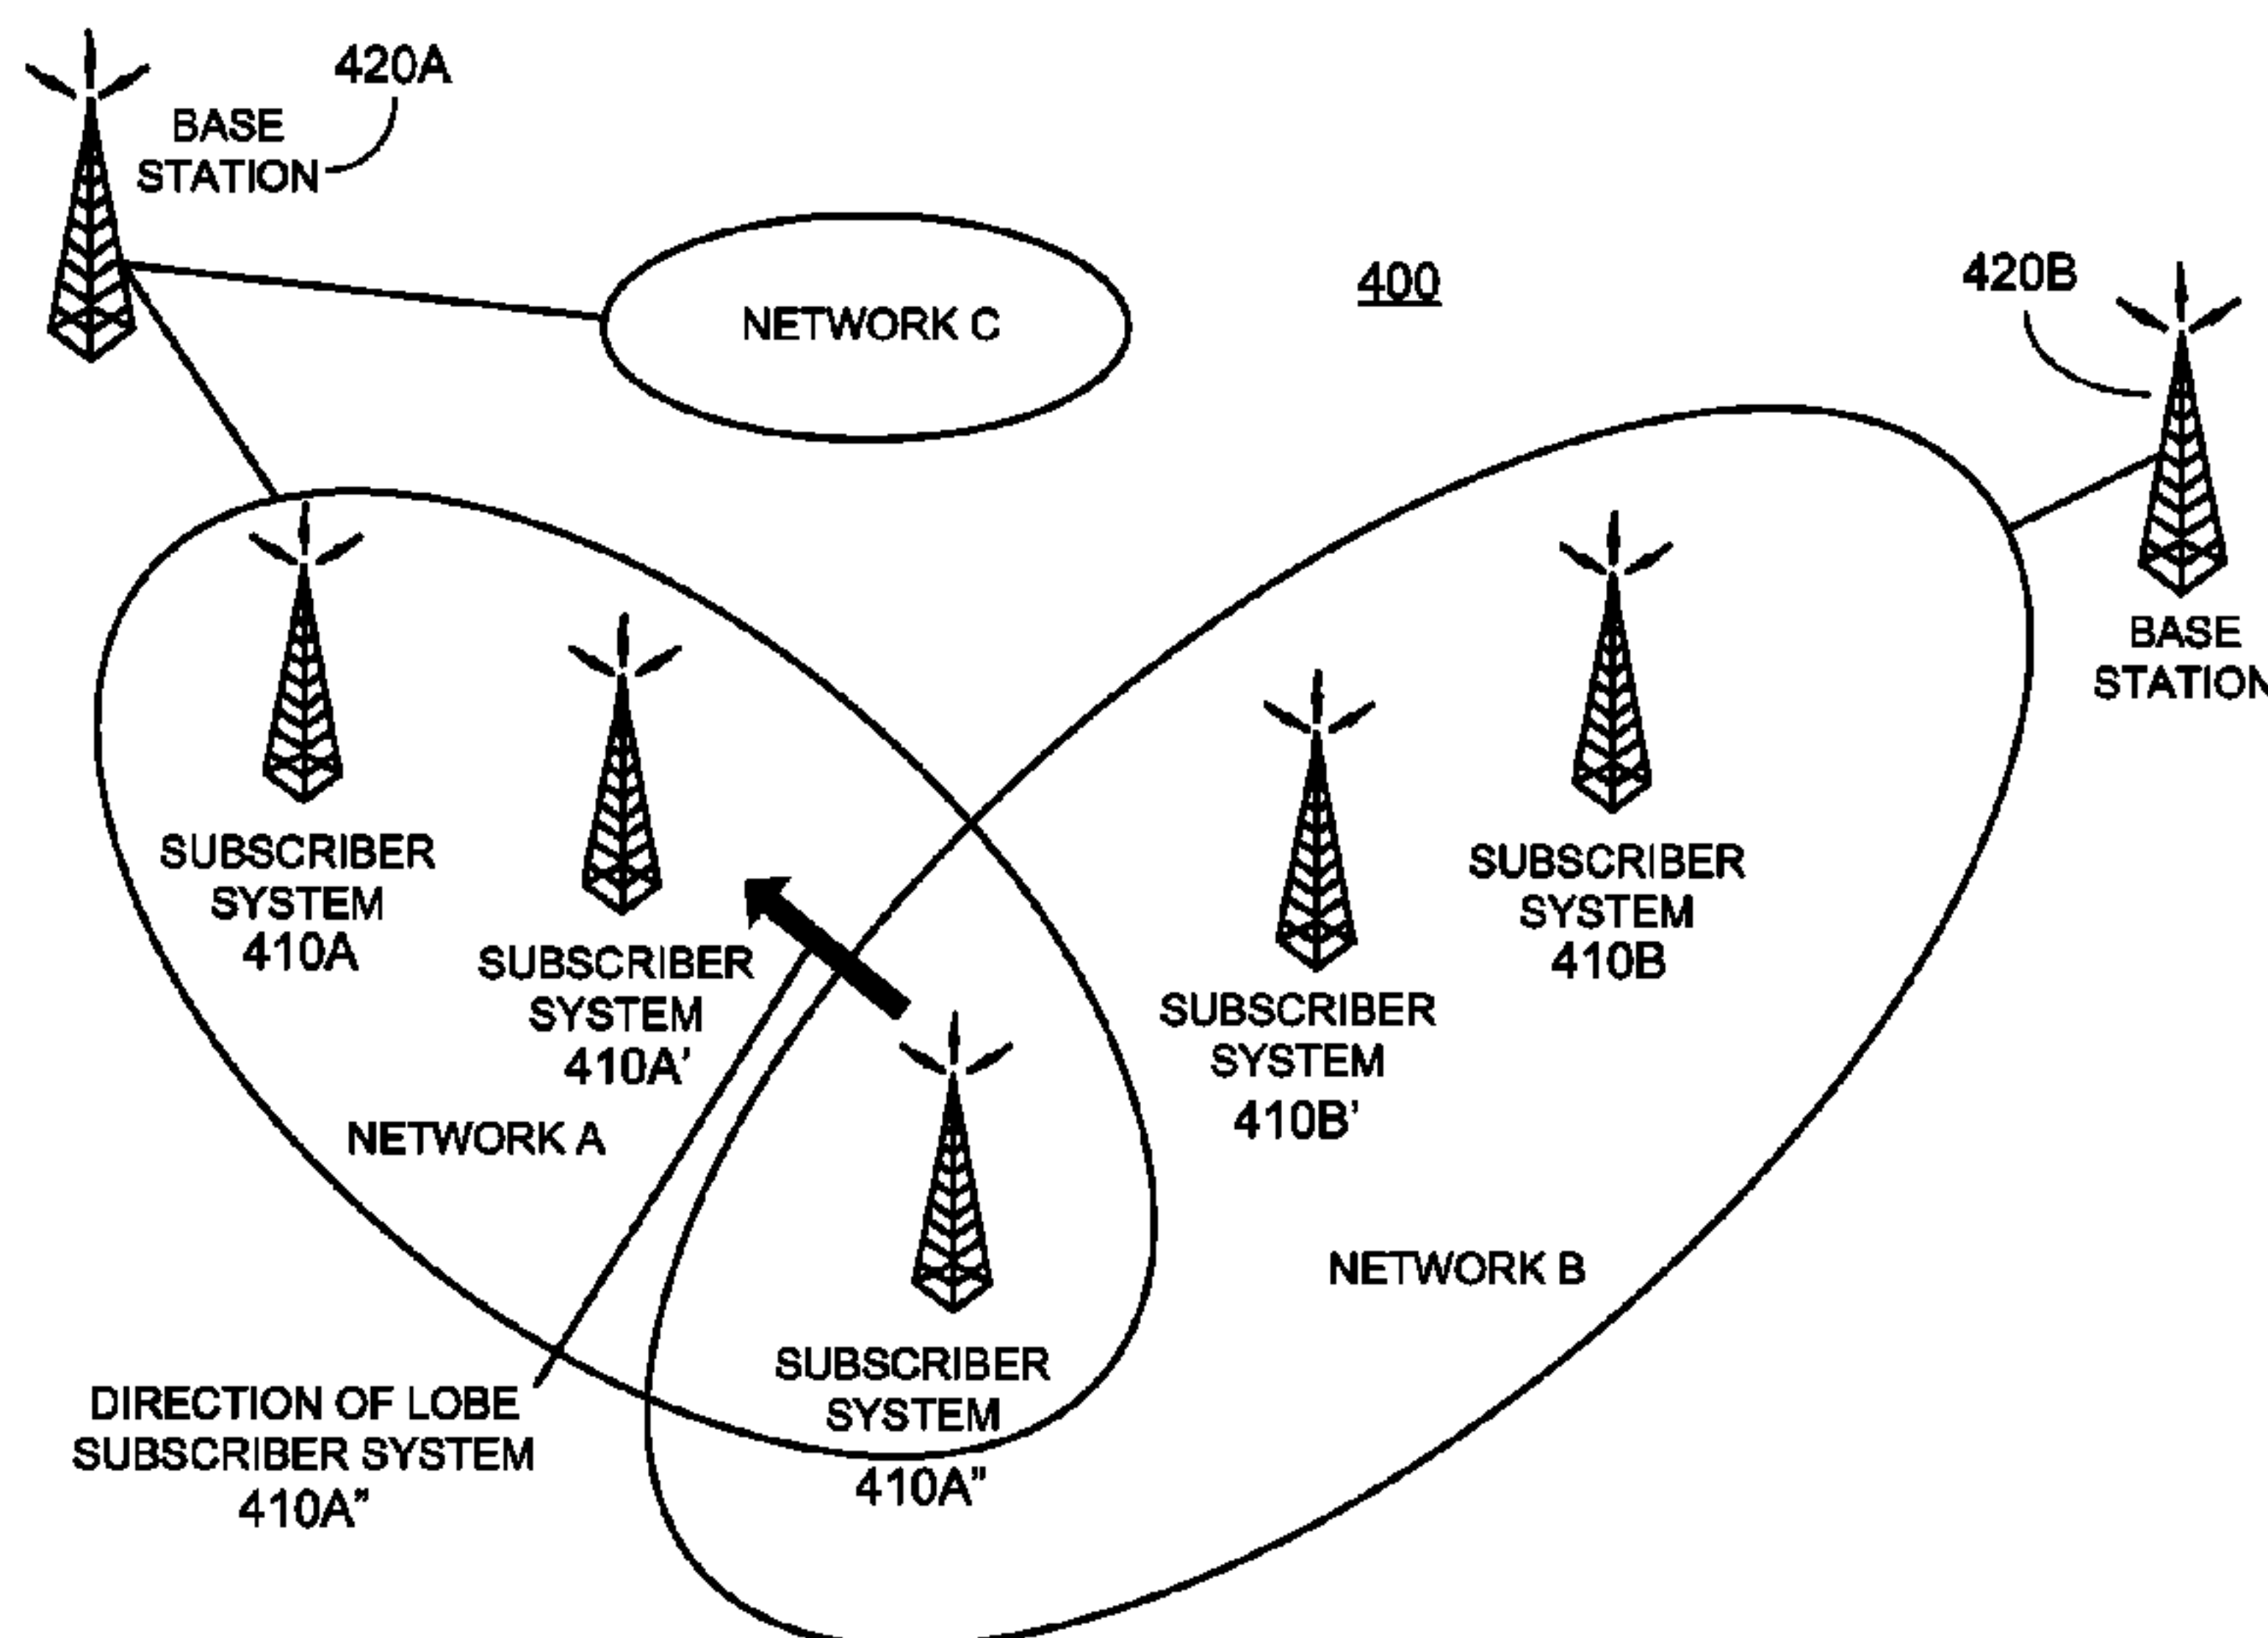 420A
BASE
STATION
NETWORK C
400
420B
BASE
STATION
SUBSCRIBER
SYSTEM
410A
SUBSCRIBER
SYSTEM
410A'
NETWORK A
SUBSCRIBER
SYSTEM
410B
SUBSCRIBER
SYSTEM
410B'
NETWORK B
SUBSCRIBER
SYSTEM
410A"
DIRECTION OF LOBE
SUBSCRIBER SYSTEM
410A"